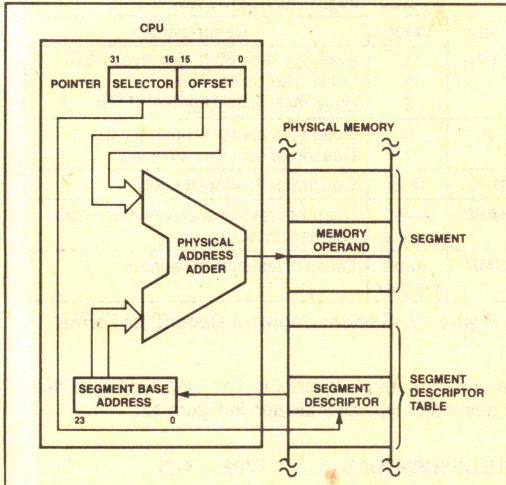 CPU
31 16 15 0
POINTER SELECTOR OFFSET
PHYSICAL MEMORY
PHYSICAL
ADDRESS
ADDER
MEMORY
OPERAND
SEGMENT
SEGMENT BASE
ADDRESS
23 0
SEGMENT
DESCRIPTOR
SEGMENT
DESCRIPTOR
TABLE